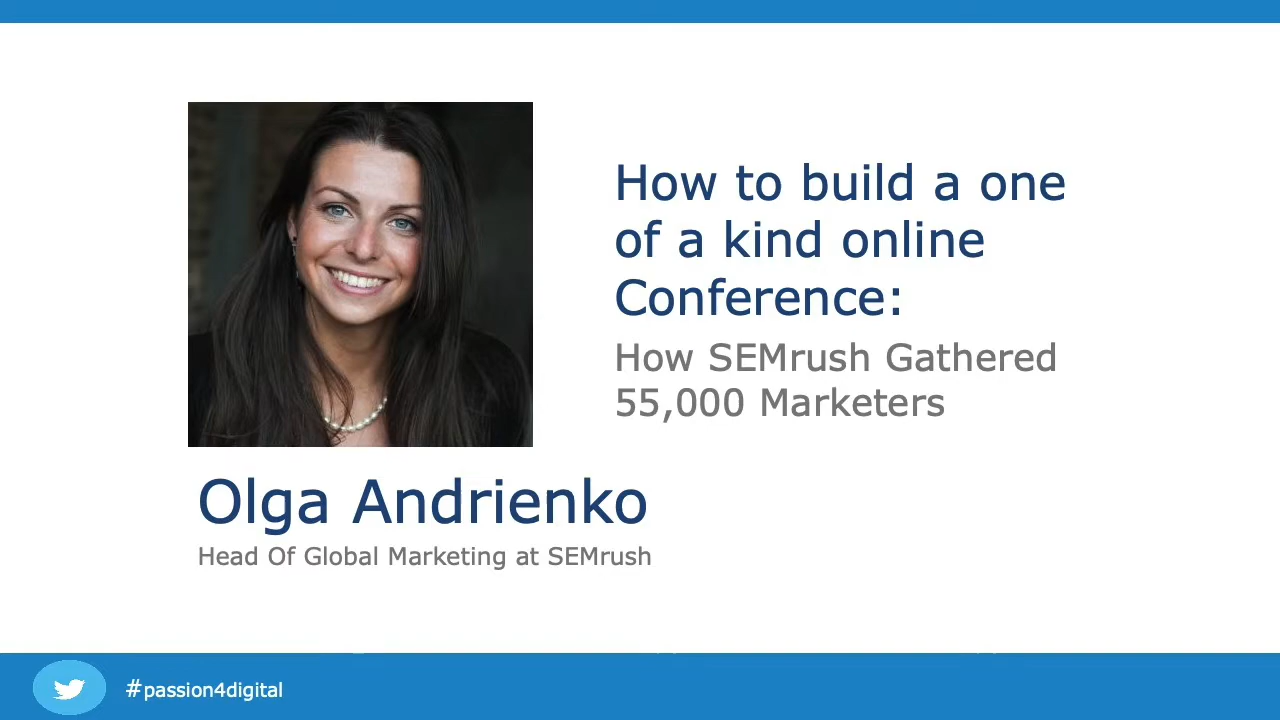 How to build a one
of a kind online
Conference:
How SEMrush Gathered
55,000 Marketers
Olga Andrienko
Head Of Global Marketing at SEMrush
#passion4digital